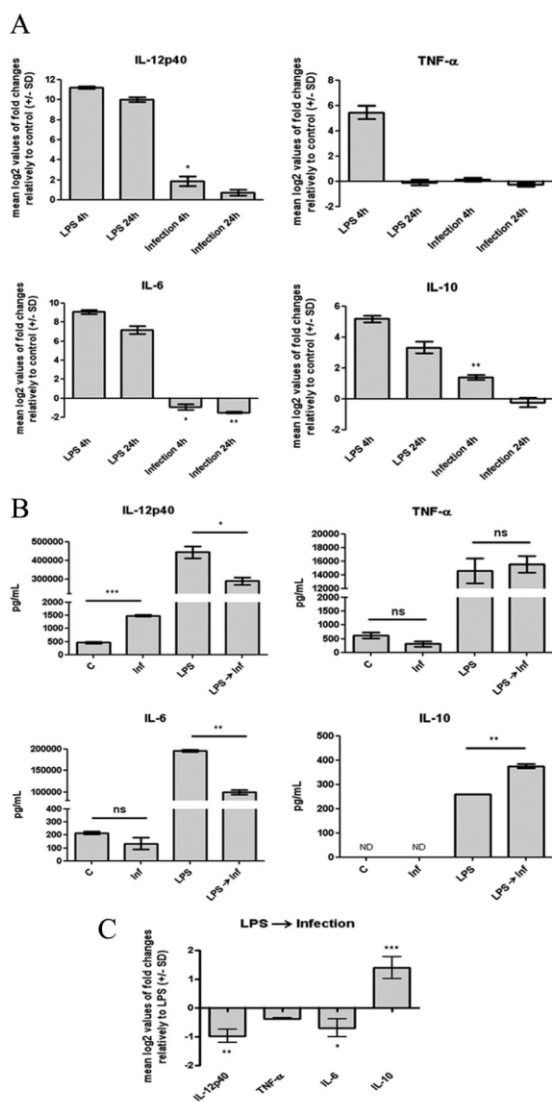 A
IL-12p40
mean log2 values of fold changes
relatively to control (+/- SD)
12
10
8
6
4
2
0
*
LPS 4h
LPS 24h
Infection 4h
Infection 24h
TNF-α
mean log2 values of fold changes
relatively to control (+/- SD)
8
6
4
2
0
-2
LPS 4h
LPS 24h
Infection 4h
Infection 24h
IL-6
mean log2 values of fold changes
relatively to control (+/- SD)
10
8
6
4
2
0
-2
*
**
LPS 4h
LPS 24h
Infection 4h
Infection 24h
IL-10
mean log2 values of fold changes
relatively to control (+/- SD)
6
4
2
0
-2
**
LPS 4h
LPS 24h
Infection 4h
Infection 24h
B
IL-12p40
pg/mL
500000
400000
300000
200000
2000
1500
1000
500
0
***
*
C
Inf
LPS
LPS → Inf
TNF-α
pg/mL
18000
16000
14000
12000
2000
1500
1000
500
0
ns
ns
C
Inf
LPS
LPS → Inf
IL-6
pg/mL
200000
150000
100000
400
300
200
100
0
ns
**
C
Inf
LPS
LPS → Inf
IL-10
pg/mL
500
400
300
200
100
0
ND
ND
**
C
Inf
LPS
LPS → Inf
C
LPS → Infection
mean log2 values of fold changes
relatively to LPS (+/- SD)
2
1
0
-1
-2
**
*
***
IL-12p40
TNF-α
IL-6
IL-10